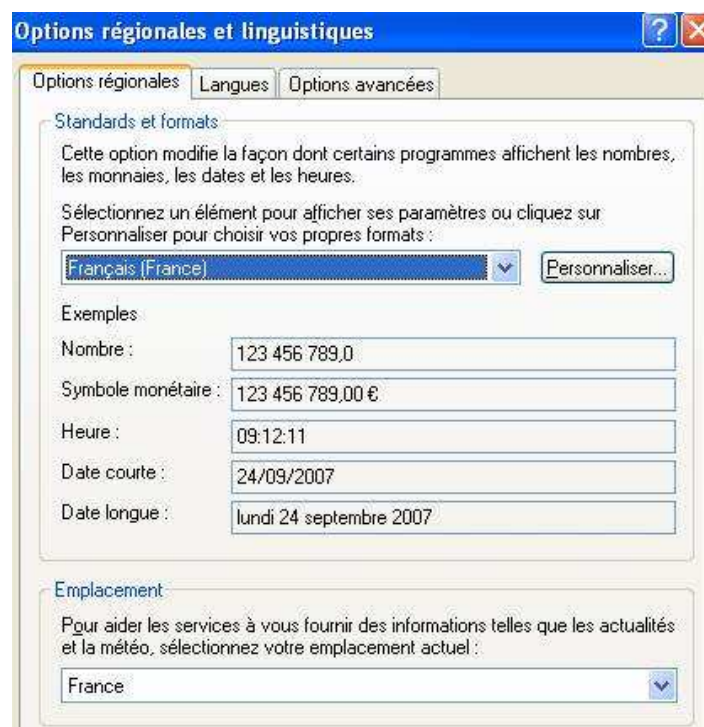 Options régionales et linguistiques
Options régionales Langues Options avancées
Standards et formats
Cette option modifie la façon dont certains programmes affichent les nombres,
les monnaies, les dates et les heures.
Sélectionnez un élément pour afficher ses paramètres ou cliquez sur
Personnaliser pour choisir vos propres formats :
Français (France) Personnaliser...
Exemples
Nombre : 123 456 789,0
Symbole monétaire : 123 456 789,00 €
Heure : 09:12:11
Date courte : 24/09/2007
Date longue : lundi 24 septembre 2007
Emplacement
Pour aider les services à vous fournir des informations telles que les actualités
et la météo, sélectionnez votre emplacement actuel :
France